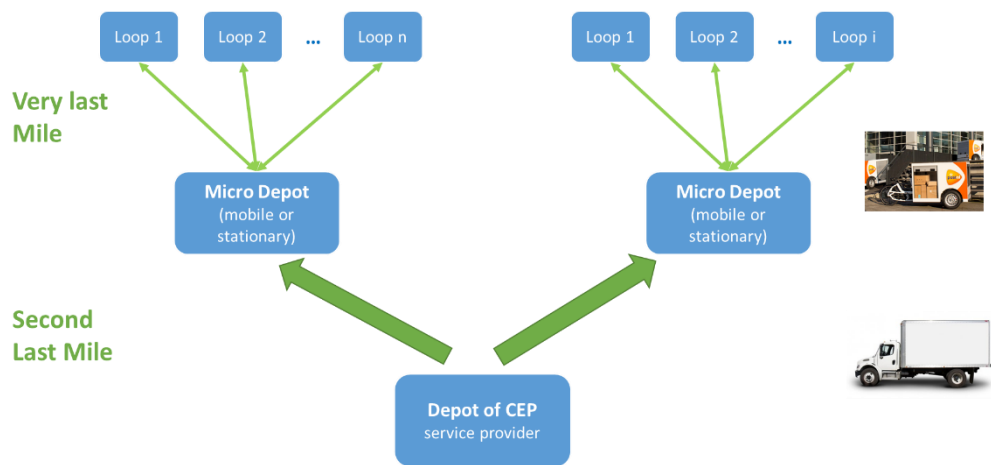 Loop 1
Loop 2
...
Loop n
Loop 1
Loop 2
...
Loop i
Very last
Mile
Micro Depot
(mobile or
stationary)
Micro Depot
(mobile or
stationary)
Second
Last Mile
Depot of CEP
service provider